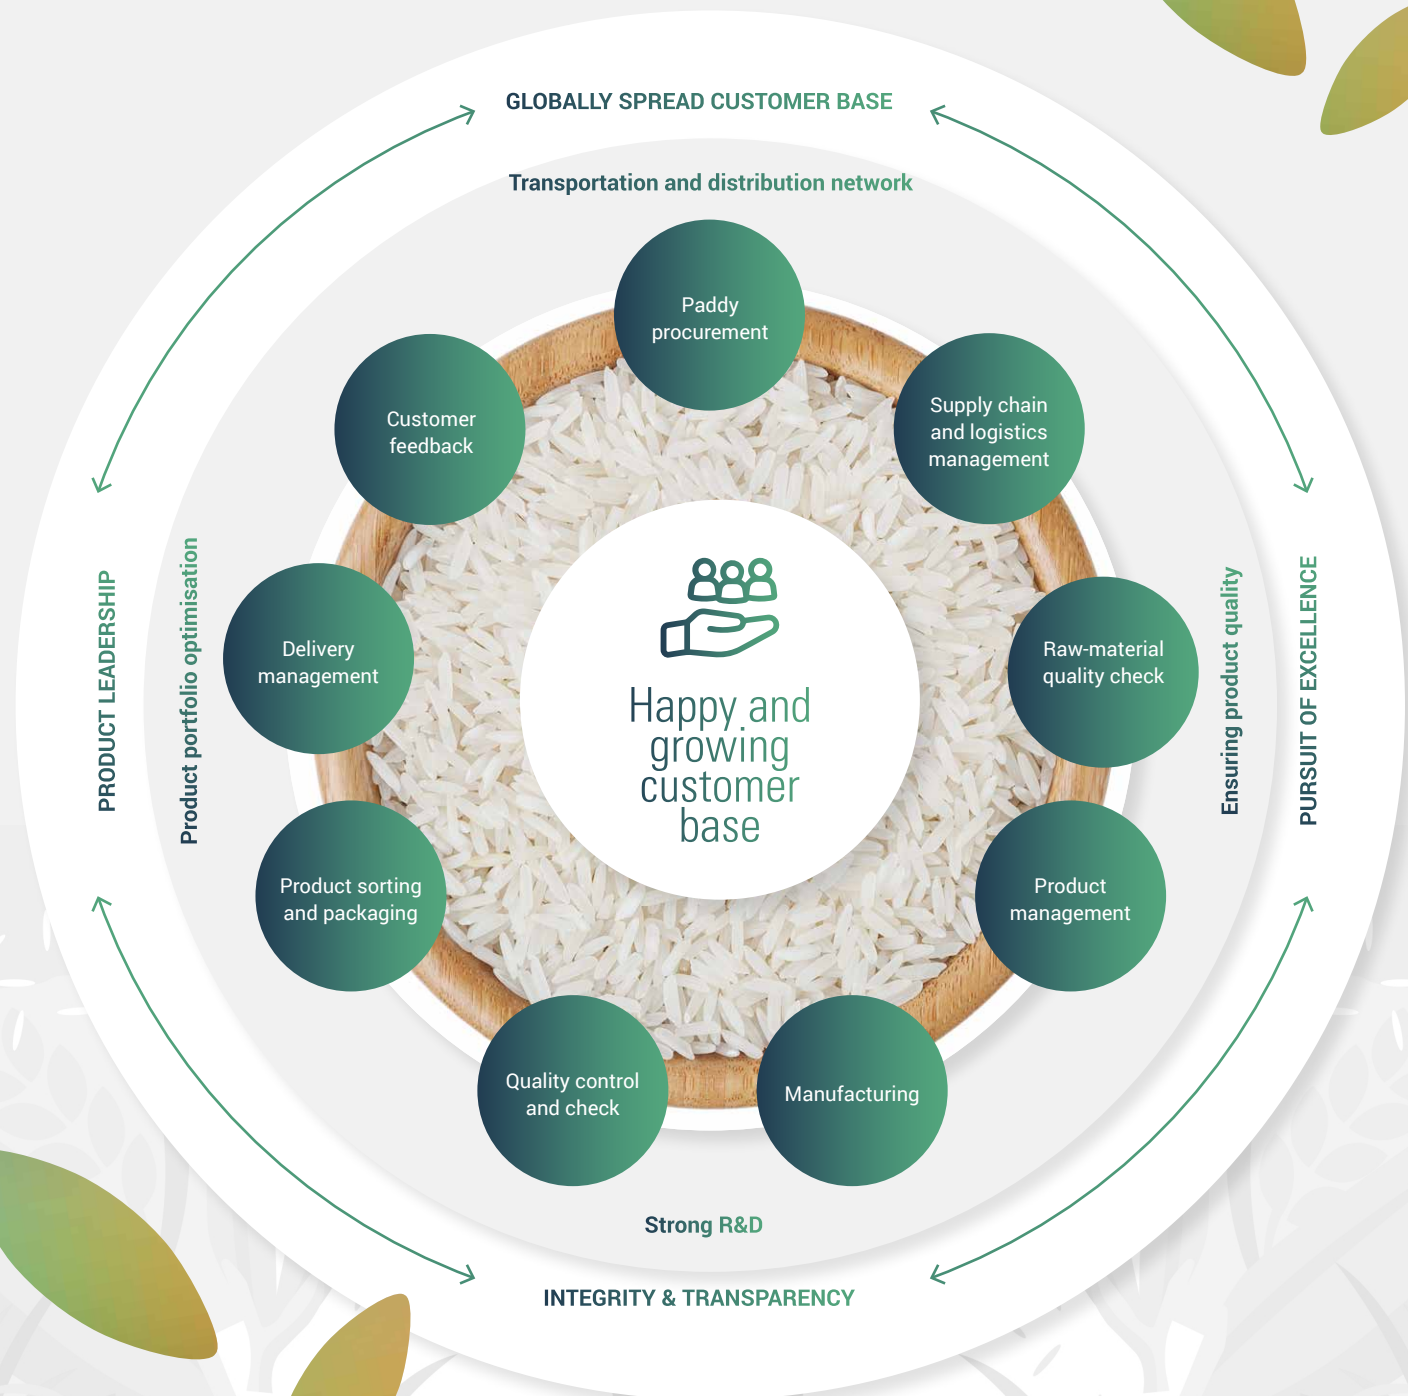 GLOBALLY SPREAD CUSTOMER BASE
Transportation and distribution network
Paddy
procurement
Supply chain
and logistics
management
Raw-material
quality check
Product
management
Manufacturing
Quality control
and check
Product sorting
and packaging
Delivery
management
Customer
feedback
Happy and
growing
customer
base
PRODUCT LEADERSHIP
Product portfolio optimisation
Ensuring product quality
PURSUIT OF EXCELLENCE
Strong R&D
INTEGRITY & TRANSPARENCY